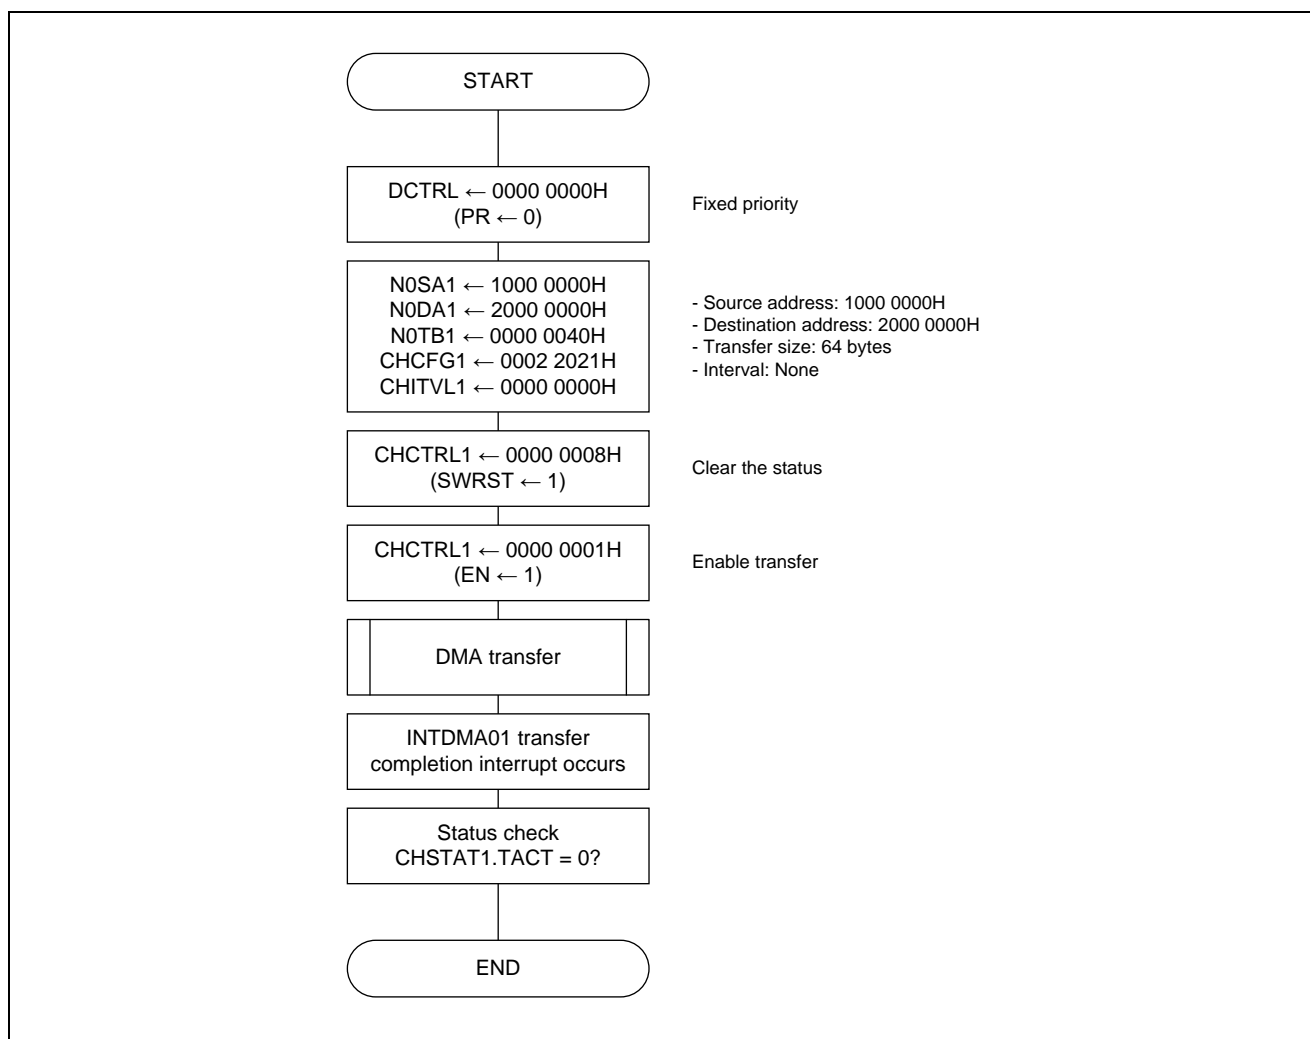 START
DCTRL ← 0000 0000H
(PR ← 0)
Fixed priority
N0SA1 ← 1000 0000H
N0DA1 ← 2000 0000H
N0TB1 ← 0000 0040H
CHCFG1 ← 0002 2021H
CHITVL1 ← 0000 0000H
- Source address: 1000 0000H
- Destination address: 2000 0000H
- Transfer size: 64 bytes
- Interval: None
CHCTRL1 ← 0000 0008H
(SWRST ← 1)
Clear the status
CHCTRL1 ← 0000 0001H
(EN ← 1)
Enable transfer
DMA transfer
INTDMA01 transfer
completion interrupt occurs
Status check
CHSTAT1.TACT = 0?
END